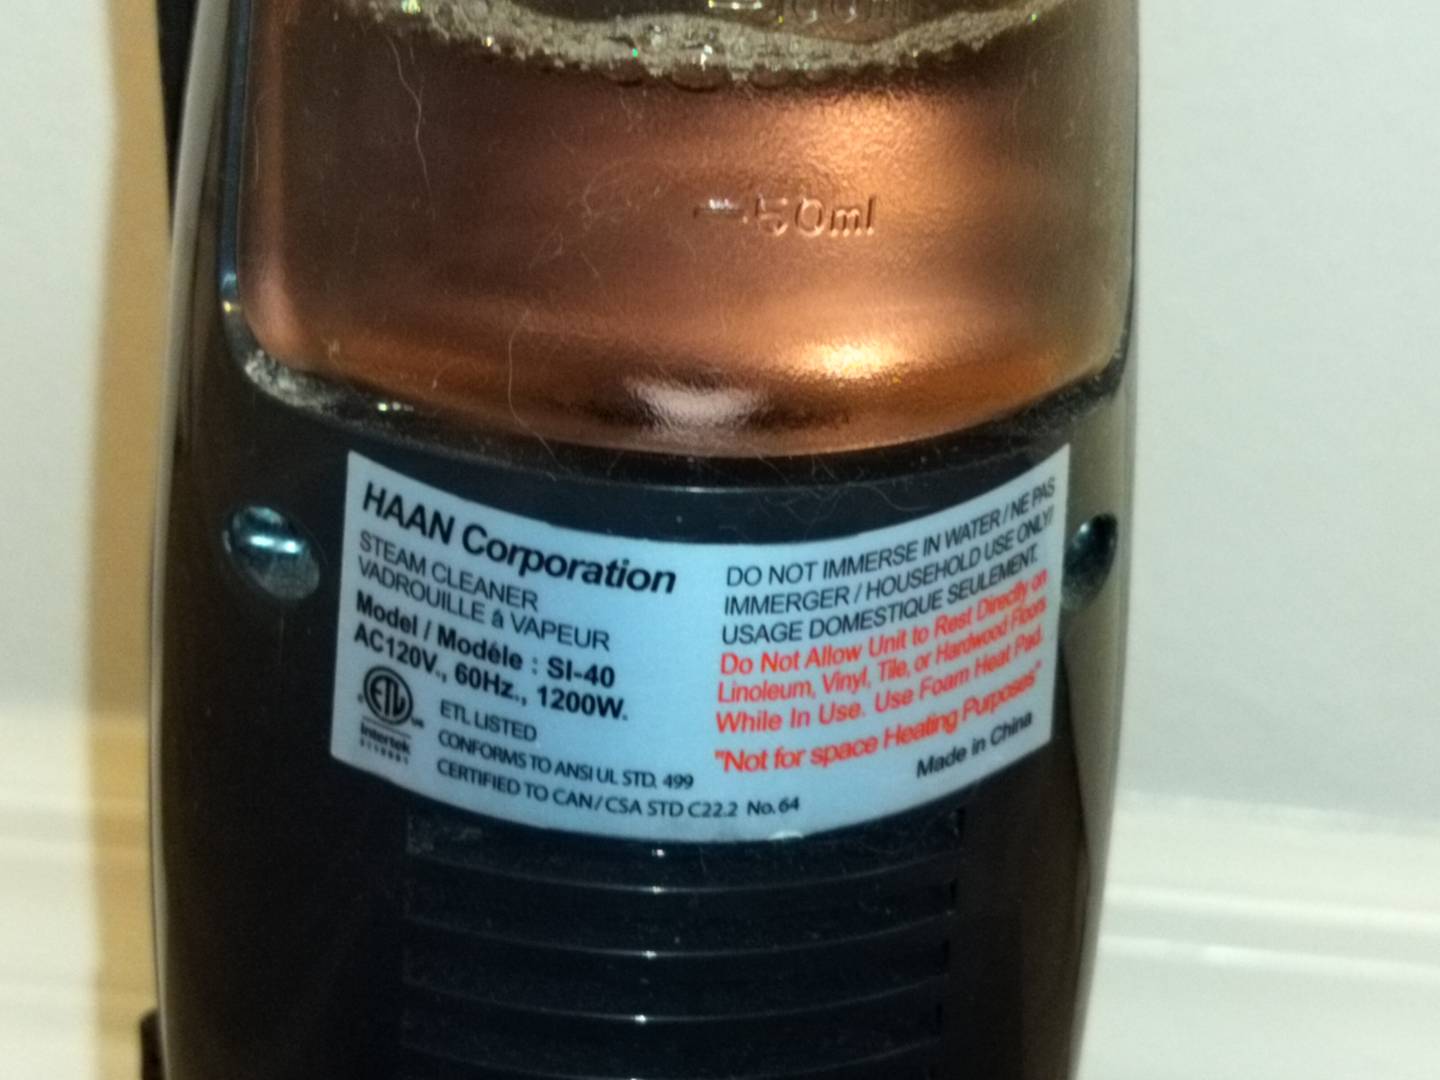 50ml
HAAN Corporation
STEAM CLEANER
VADROUILLE â VAPEUR
Model / Modéle : SI-40
AC120V., 60Hz., 1200W.
ETL
Intertek
ETL LISTED
CONFORMS TO ANSI UL STD. 499
CERTIFIED TO CAN / CSA STD C22.2 No. 64
DO NOT IMMERSE IN WATER / NE PAS
IMMERGER / HOUSEHOLD USE ONLY/
USAGE DOMESTIQUE SEULEMENT.
Do Not Allow Unit to Rest Directly on
Linoleum, Vinyl, Tile, or Hardwood Floors
While In Use. Use Foam Heat Pad.
"Not for space Heating Purposes"
Made in China